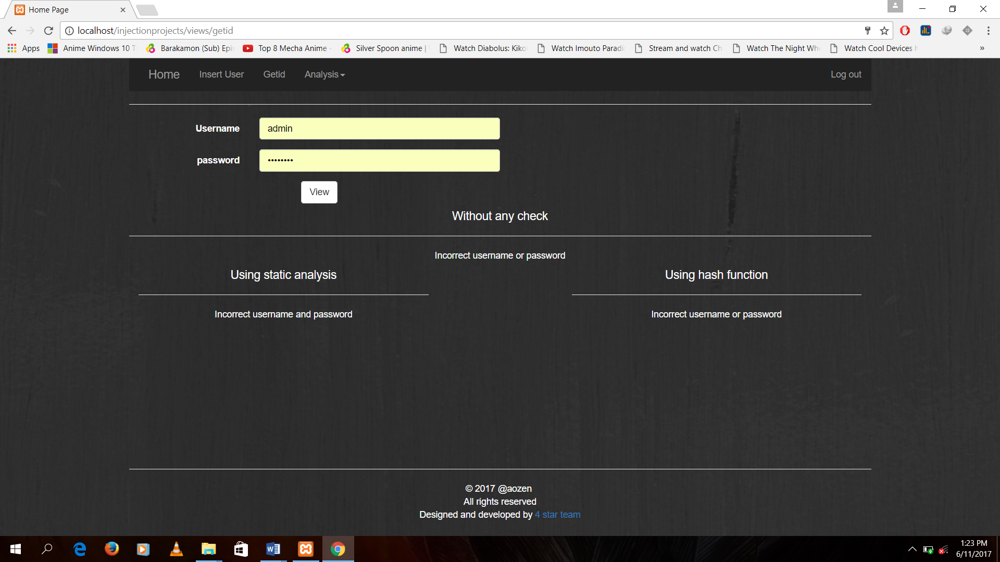 Home Page
localhost/injectionprojects/views/getid
Apps Anime Windows 10 T Barakamon (Sub) Epis Top 8 Mecha Anime - Silver Spoon anime | Watch Diabolus: Kiko Watch Imouto Paradi Stream and watch Ch Watch The Night Whe Watch Cool Devices h »
Home Insert User Getid Analysis Log out
Username admin
password ••••••••
View
Without any check
Incorrect username or password
Using static analysis Using hash function
Incorrect username and password Incorrect username or password
© 2017 @aozen
All rights reserved
Designed and developed by 4 star team
1:23 PM
6/11/2017